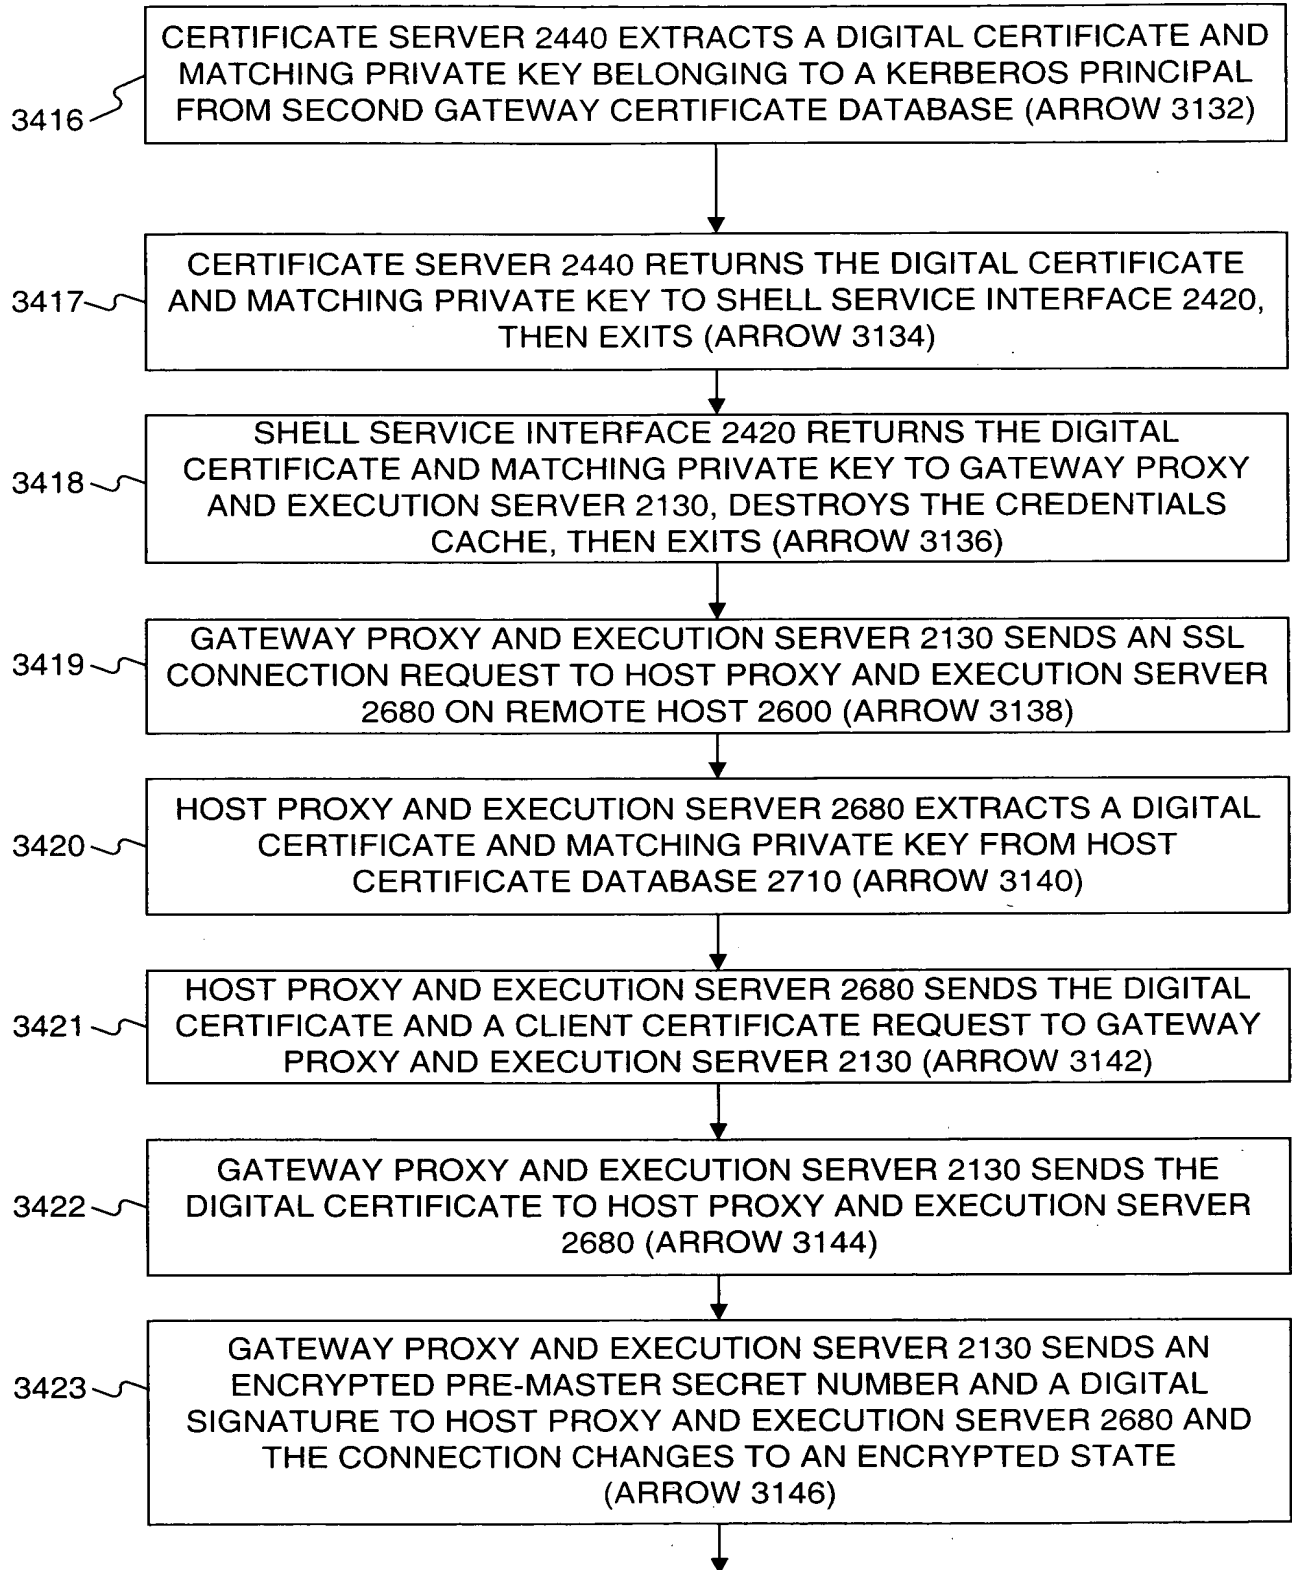 CERTIFICATE SERVER 2440 EXTRACTS A DIGITAL CERTIFICATE AND
MATCHING PRIVATE KEY BELONGING TO A KERBEROS PRINCIPAL
FROM SECOND GATEWAY CERTIFICATE DATABASE (ARROW 3132)
3416
CERTIFICATE SERVER 2440 RETURNS THE DIGITAL CERTIFICATE
AND MATCHING PRIVATE KEY TO SHELL SERVICE INTERFACE 2420,
THEN EXITS (ARROW 3134)
3417
SHELL SERVICE INTERFACE 2420 RETURNS THE DIGITAL
CERTIFICATE AND MATCHING PRIVATE KEY TO GATEWAY PROXY
AND EXECUTION SERVER 2130, DESTROYS THE CREDENTIALS
CACHE, THEN EXITS (ARROW 3136)
3418
GATEWAY PROXY AND EXECUTION SERVER 2130 SENDS AN SSL
CONNECTION REQUEST TO HOST PROXY AND EXECUTION SERVER
2680 ON REMOTE HOST 2600 (ARROW 3138)
3419
HOST PROXY AND EXECUTION SERVER 2680 EXTRACTS A DIGITAL
CERTIFICATE AND MATCHING PRIVATE KEY FROM HOST
CERTIFICATE DATABASE 2710 (ARROW 3140)
3420
HOST PROXY AND EXECUTION SERVER 2680 SENDS THE DIGITAL
CERTIFICATE AND A CLIENT CERTIFICATE REQUEST TO GATEWAY
PROXY AND EXECUTION SERVER 2130 (ARROW 3142)
3421
GATEWAY PROXY AND EXECUTION SERVER 2130 SENDS THE
DIGITAL CERTIFICATE TO HOST PROXY AND EXECUTION SERVER
2680 (ARROW 3144)
3422
GATEWAY PROXY AND EXECUTION SERVER 2130 SENDS AN
ENCRYPTED PRE-MASTER SECRET NUMBER AND A DIGITAL
SIGNATURE TO HOST PROXY AND EXECUTION SERVER 2680 AND
THE CONNECTION CHANGES TO AN ENCRYPTED STATE
(ARROW 3146)
3423